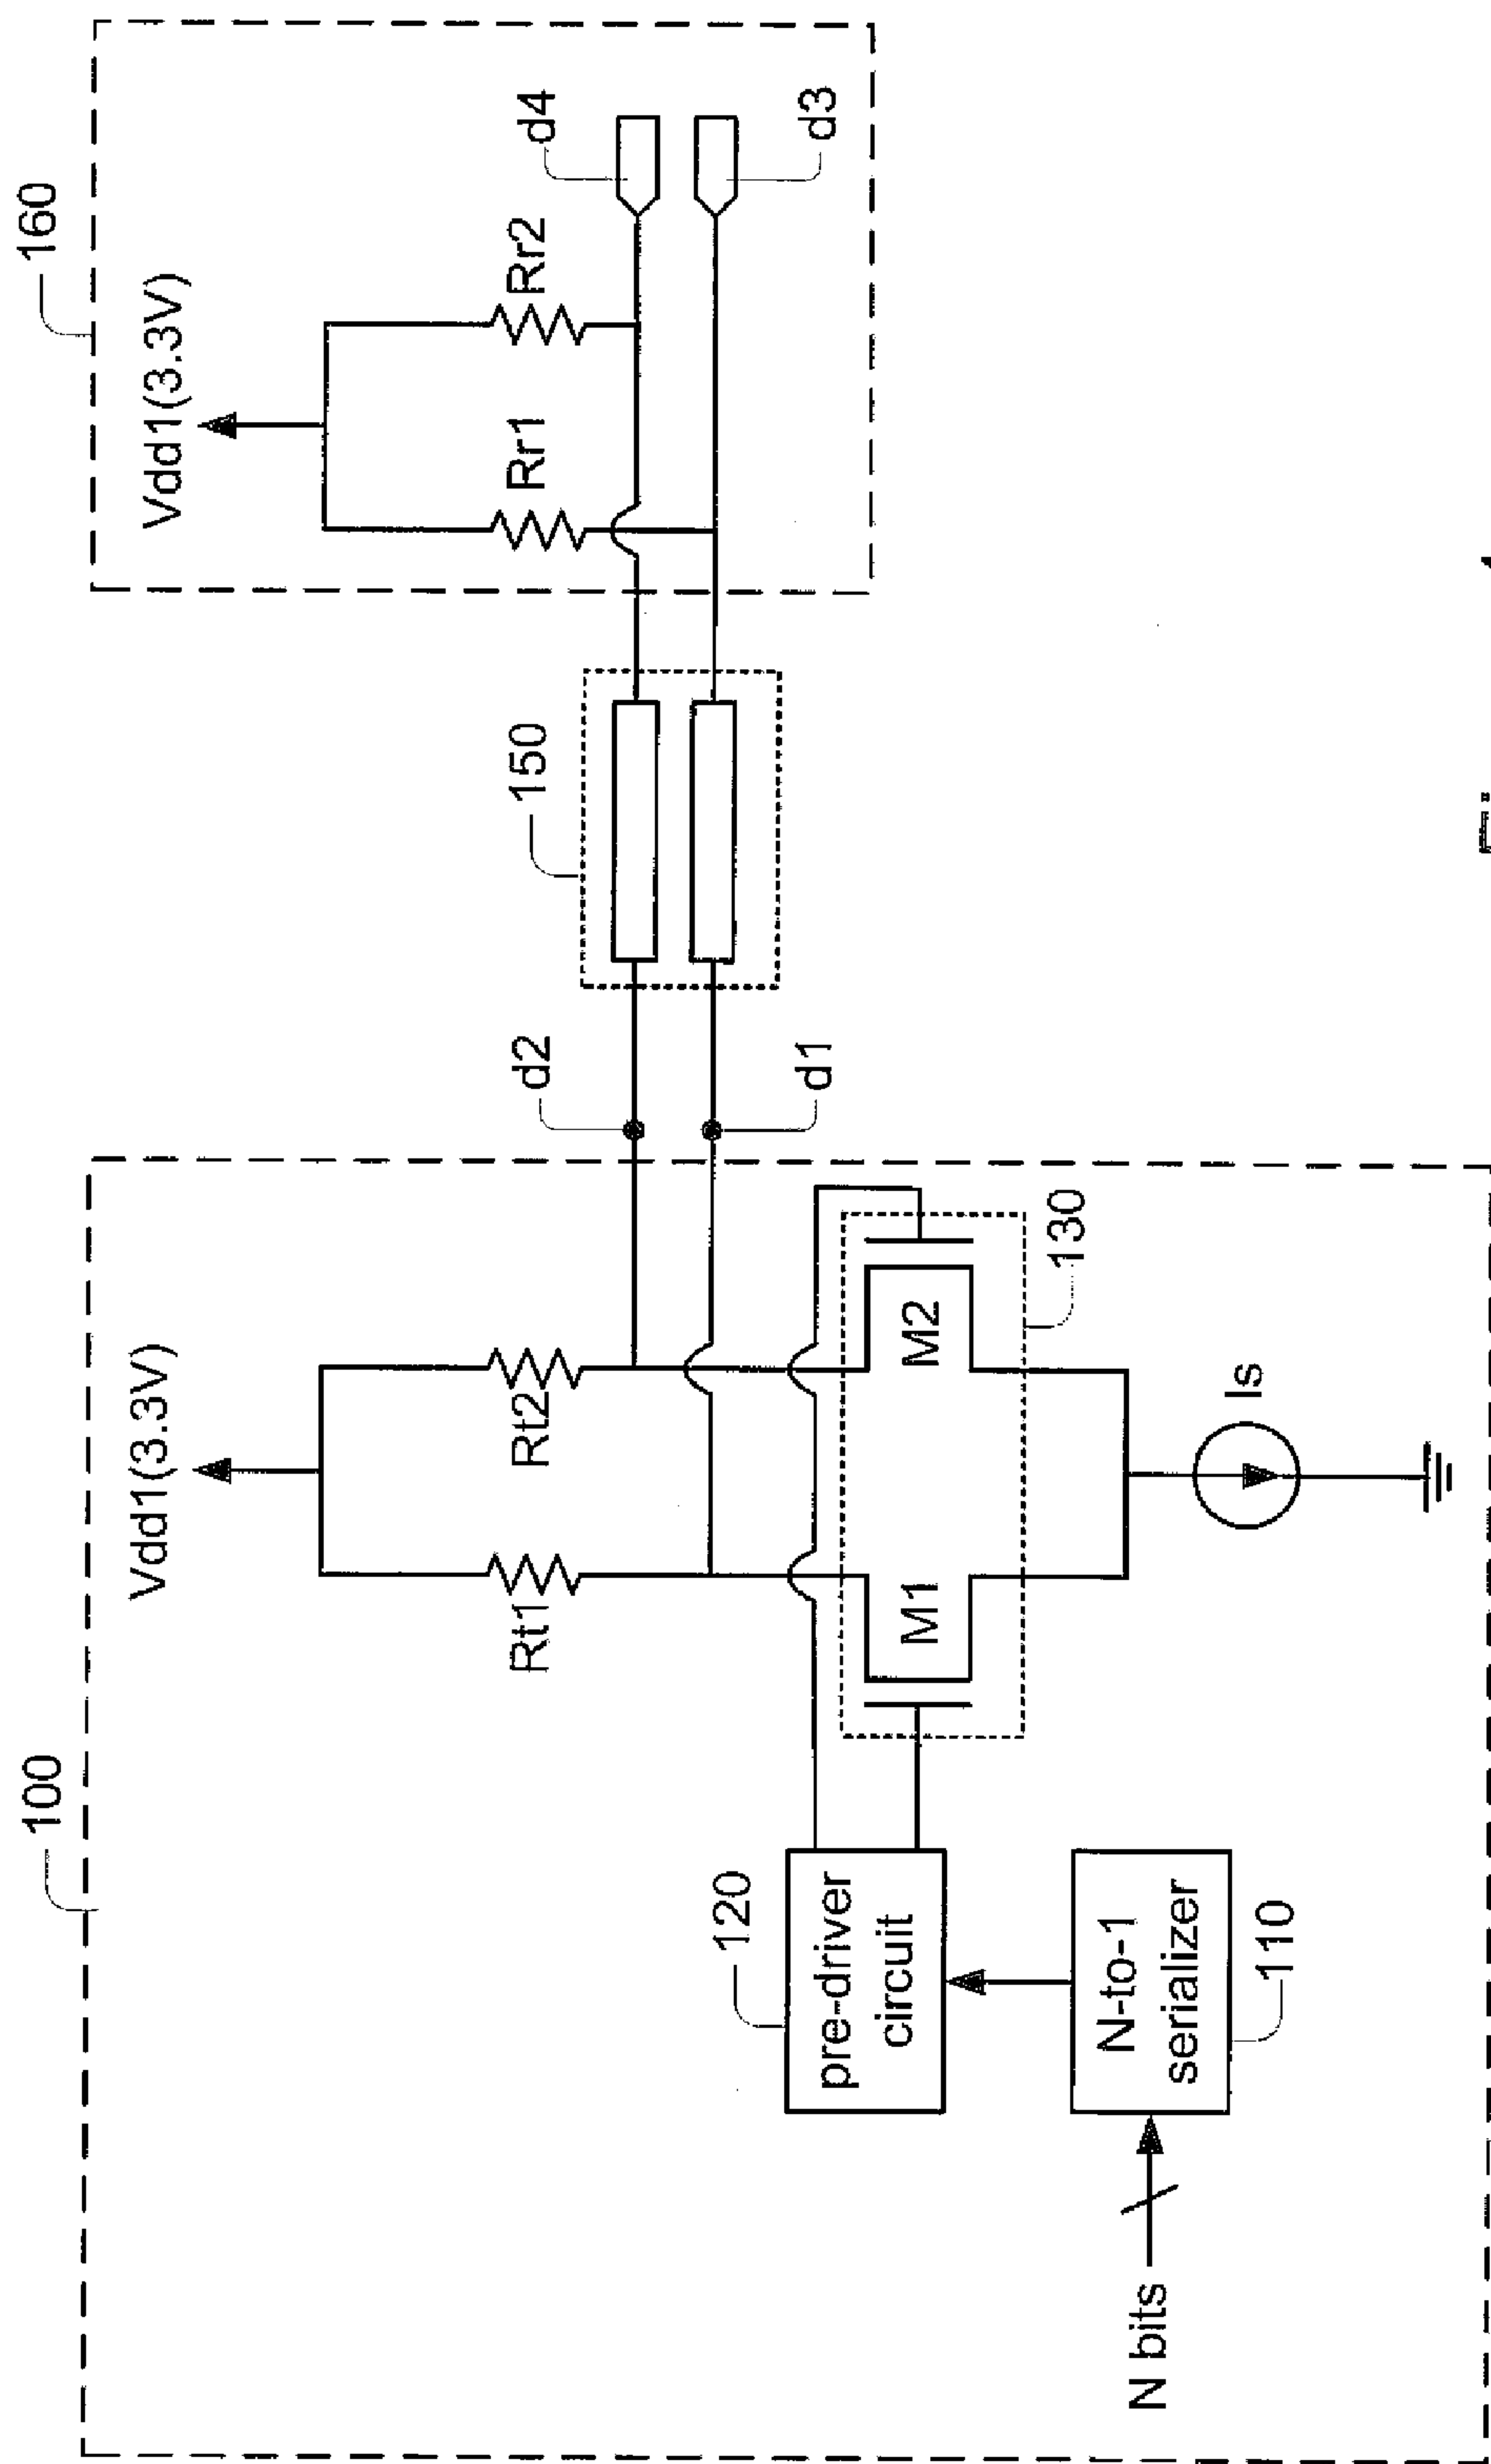 100
Vdd1(3.3V)
Rt1
Rt2
120
pre-driver
circuit
N-to-1
serializer
110
N bits
M1
M2
130
Is
d2
d1
150
160
Vdd1(3.3V)
Rr1
Rr2
d4
d3